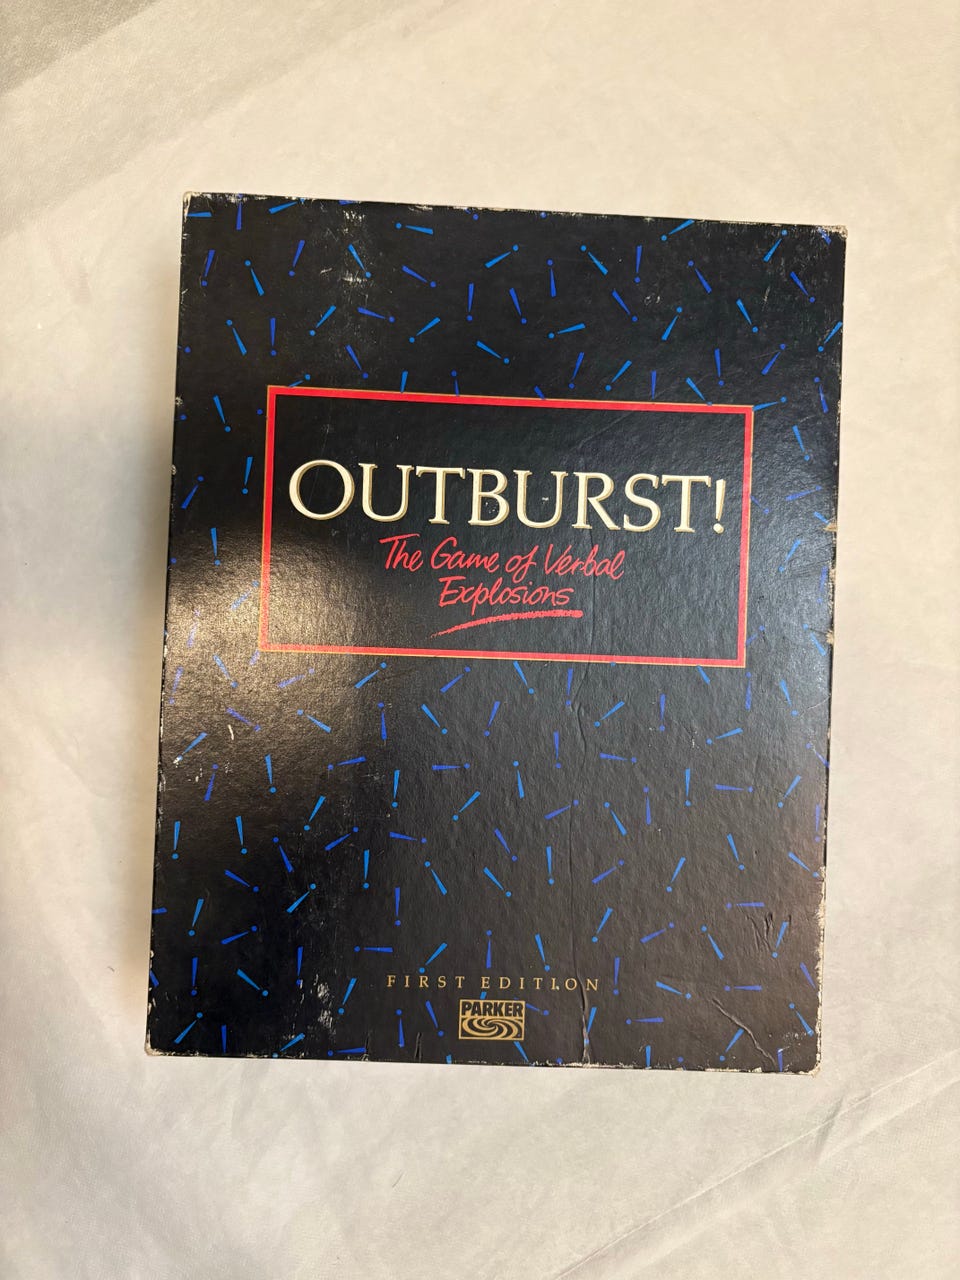 OUTBURST!
The Game of Verbal
Explosions
FIRST EDITION
PARKER